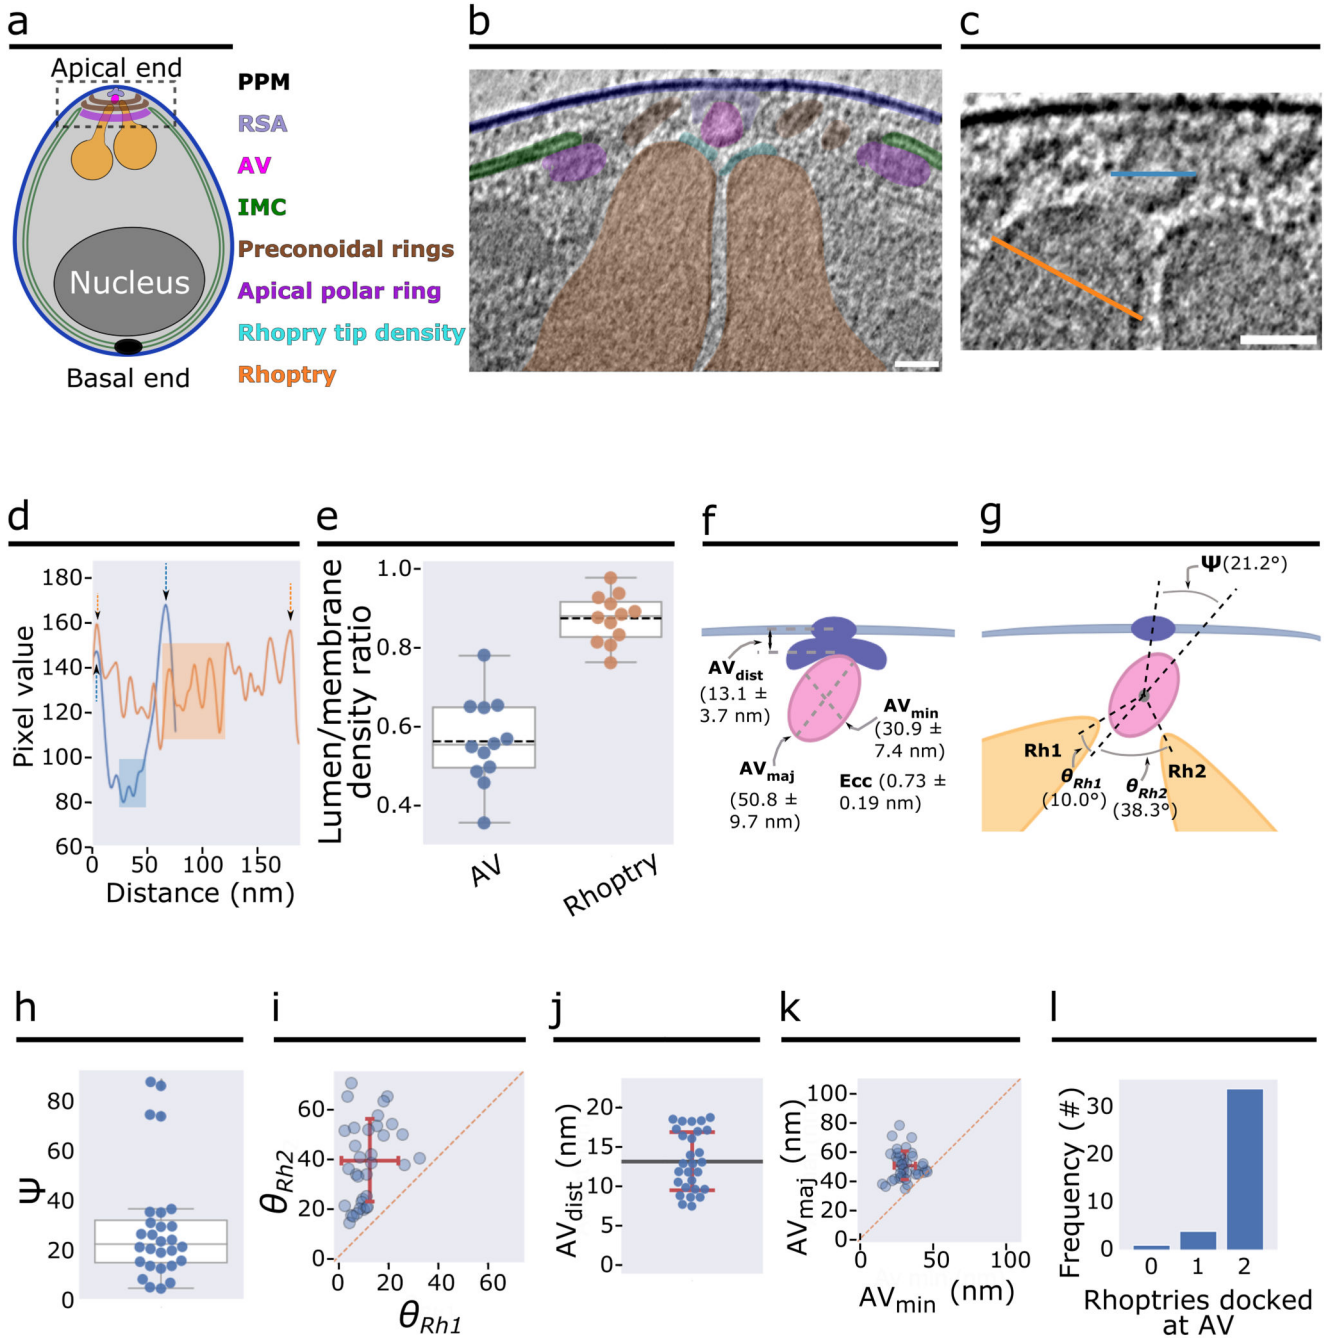 a
Apical end
Nucleus
Basal end
PPM
RSA
AV
IMC
Preconoidal rings
Apical polar ring
Rhopry tip density
Rhoptry
b
c
d
Pixel value
180
160
140
120
100
80
60
0 50 100 150
Distance (nm)
e
Lumen/membrane
density ratio
1.0
0.8
0.6
0.4
AV
Rhoptry
f
AVdist
(13.1 ±
3.7 nm)
AVmin
(30.9 ±
7.4 nm)
AVmaj
(50.8 ±
9.7 nm)
Ecc (0.73 ±
0.19 nm)
g
Ψ(21.2°)
Rh1
Rh2
θRh1
(10.0°)
θRh2
(38.3°)
h
Ψ
80
60
40
20
0
i
θRh2
60
40
20
0
0 20 40 60
θRh1
j
AVdist (nm)
20
15
10
5
0
k
AVmaj (nm)
100
80
60
40
20
0
0 50 100
AVmin (nm)
l
Frequency (#)
30
20
10
0
0 1 2
Rhoptries docked
at AV